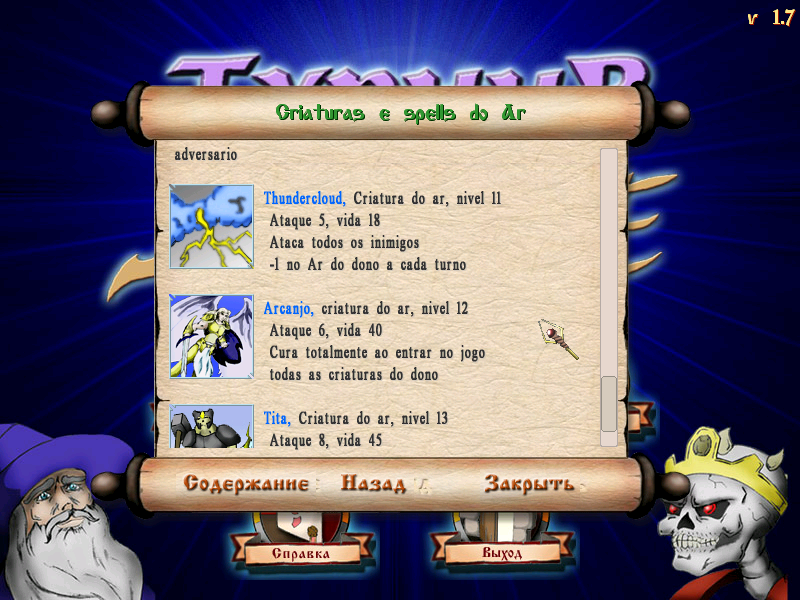 v 1.7
Турнир
Criaturas e spells do Ar
adversario
Thundercloud, Criatura do ar, nivel 11
Ataque 5, vida 18
Ataca todos os inimigos
-1 no Ar do dono a cada turno
Arcanjo, criatura do ar, nivel 12
Ataque 6, vida 40
Cura totalmente ao entrar no jogo
todas as criaturas do dono
Tita, Criatura do ar, nivel 13
Ataque 8, vida 45
Содержание Назад Закрыть
Справка Выход